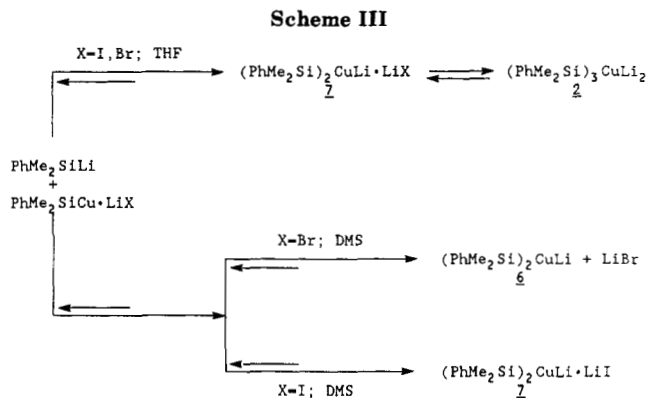 Scheme III
X=I,Br; THF
(PhMe₂Si)₂CuLi·LiX
7
(PhMe₂Si)₃CuLi₂
2
PhMe₂SiLi
+
PhMe₂SiCu·LiX
X=Br; DMS
(PhMe₂Si)₂CuLi + LiBr
6
(PhMe₂Si)₂CuLi·LiI
7
X=I; DMS